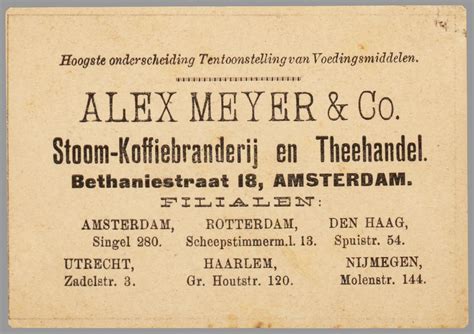 Hoogste onderscheiding Tentoonstelling van Voedingsmiddelen.
ALEX MEYER & Co.
Stoom-Koffiebranderij en Theehandel.
Bethaniestraat 18, AMSTERDAM.
FILIALEN:
AMSTERDAM, ROTTERDAM, DEN HAAG,
Singel 280. Scheepstimmerm.l. 13. Spuistr. 54.
UTRECHT, HAARLEM, NIJMEGEN,
Zadelstr. 3. Gr. Houtstr. 120. Molenstr. 144.